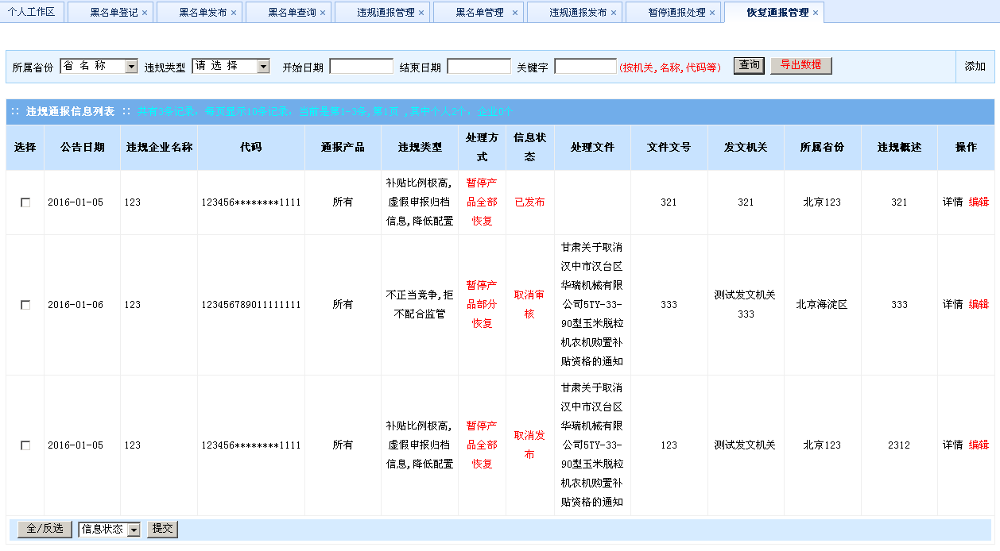 个人工作区 黑名单登记 × 黑名单发布 × 黑名单查询 × 违规通报管理 × 黑名单管理 × 违规通报发布 × 暂停通报处理 × 恢复通报管理 ×
所属省份 省 名 称 违规类型 请 选 择 开始日期 结束日期 关键字 (按机关,名称,代码等) 查询 导出数据 添加
:: 违规通报信息列表 :: 共有3条记录，每页显示10条记录，当前是第1-3条,第1页 ,其中个人2个，企业0个
选择 公告日期 违规企业名称 代码 通报产品 违规类型 处理方式 信息状态 处理文件 文件文号 发文机关 所属省份 违规概述 操作
2016-01-05 123 123456********1111 所有 补贴比例极高,虚假申报归档信息,降低配置 暂停产品全部恢复 已发布 321 321 北京123 321 详情 编辑
2016-01-06 123 123456789011111111 所有 不正当竞争,拒不配合监管 暂停产品部分恢复 取消审核 甘肃关于取消汉中市汉台区华瑞机械有限公司5TY-33-90型玉米脱粒机农机购置补贴资格的通知 333 测试发文机关333 北京海淀区 333 详情 编辑
2016-01-05 123 123456********1111 所有 补贴比例极高,虚假申报归档信息,降低配置 暂停产品全部恢复 取消发布 甘肃关于取消汉中市汉台区华瑞机械有限公司5TY-33-90型玉米脱粒机农机购置补贴资格的通知 123 测试发文机关 北京123 2312 详情 编辑
全/反选 信息状态 提交